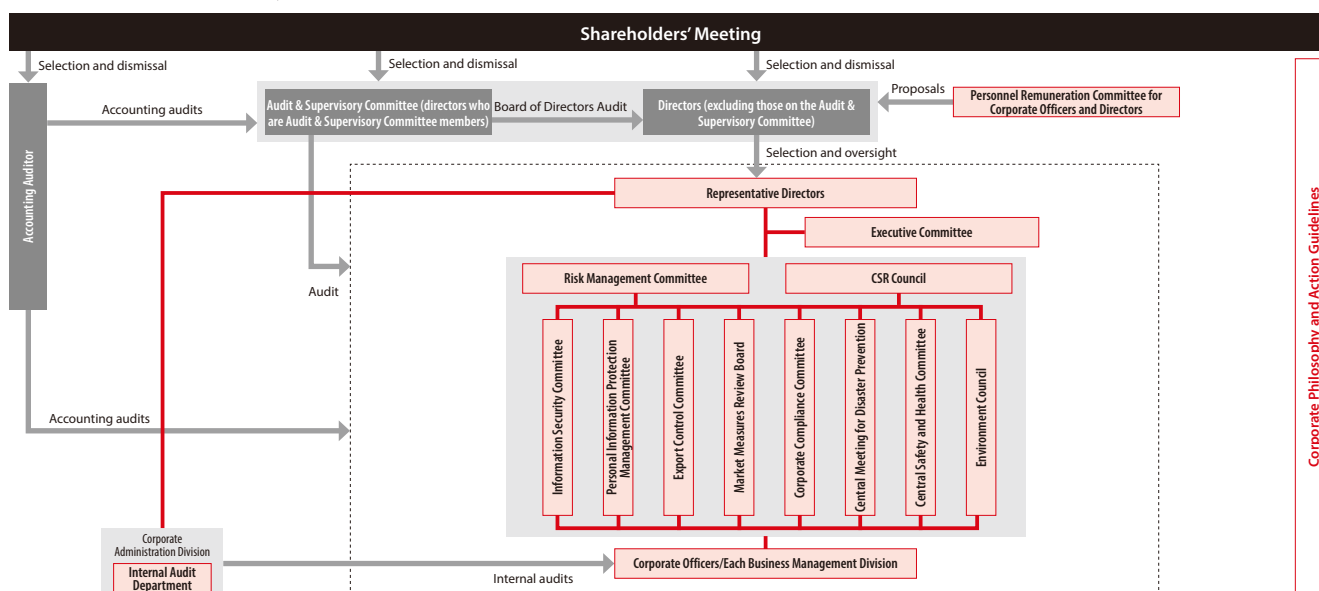 Shareholders' Meeting
Selection and dismissal
Selection and dismissal
Selection and dismissal
Accounting Auditor
Accounting audits
Audit & Supervisory Committee (directors who
are Audit & Supervisory Committee members)
Board of Directors Audit
Directors (excluding those on the Audit &
Supervisory Committee)
Proposals
Personnel Remuneration Committee for
Corporate Officers and Directors
Selection and oversight
Representative Directors
Executive Committee
Audit
Risk Management Committee
CSR Council
Information Security Committee
Personal Information Protection
Management Committee
Export Control Committee
Market Measures Review Board
Corporate Compliance Committee
Central Meeting for Disaster Prevention
Central Safety and Health Committee
Environment Council
Accounting audits
Corporate
Administration Division
Internal Audit
Department
Internal audits
Corporate Officers/Each Business Management Division
Corporate Philosophy and Action Guidelines